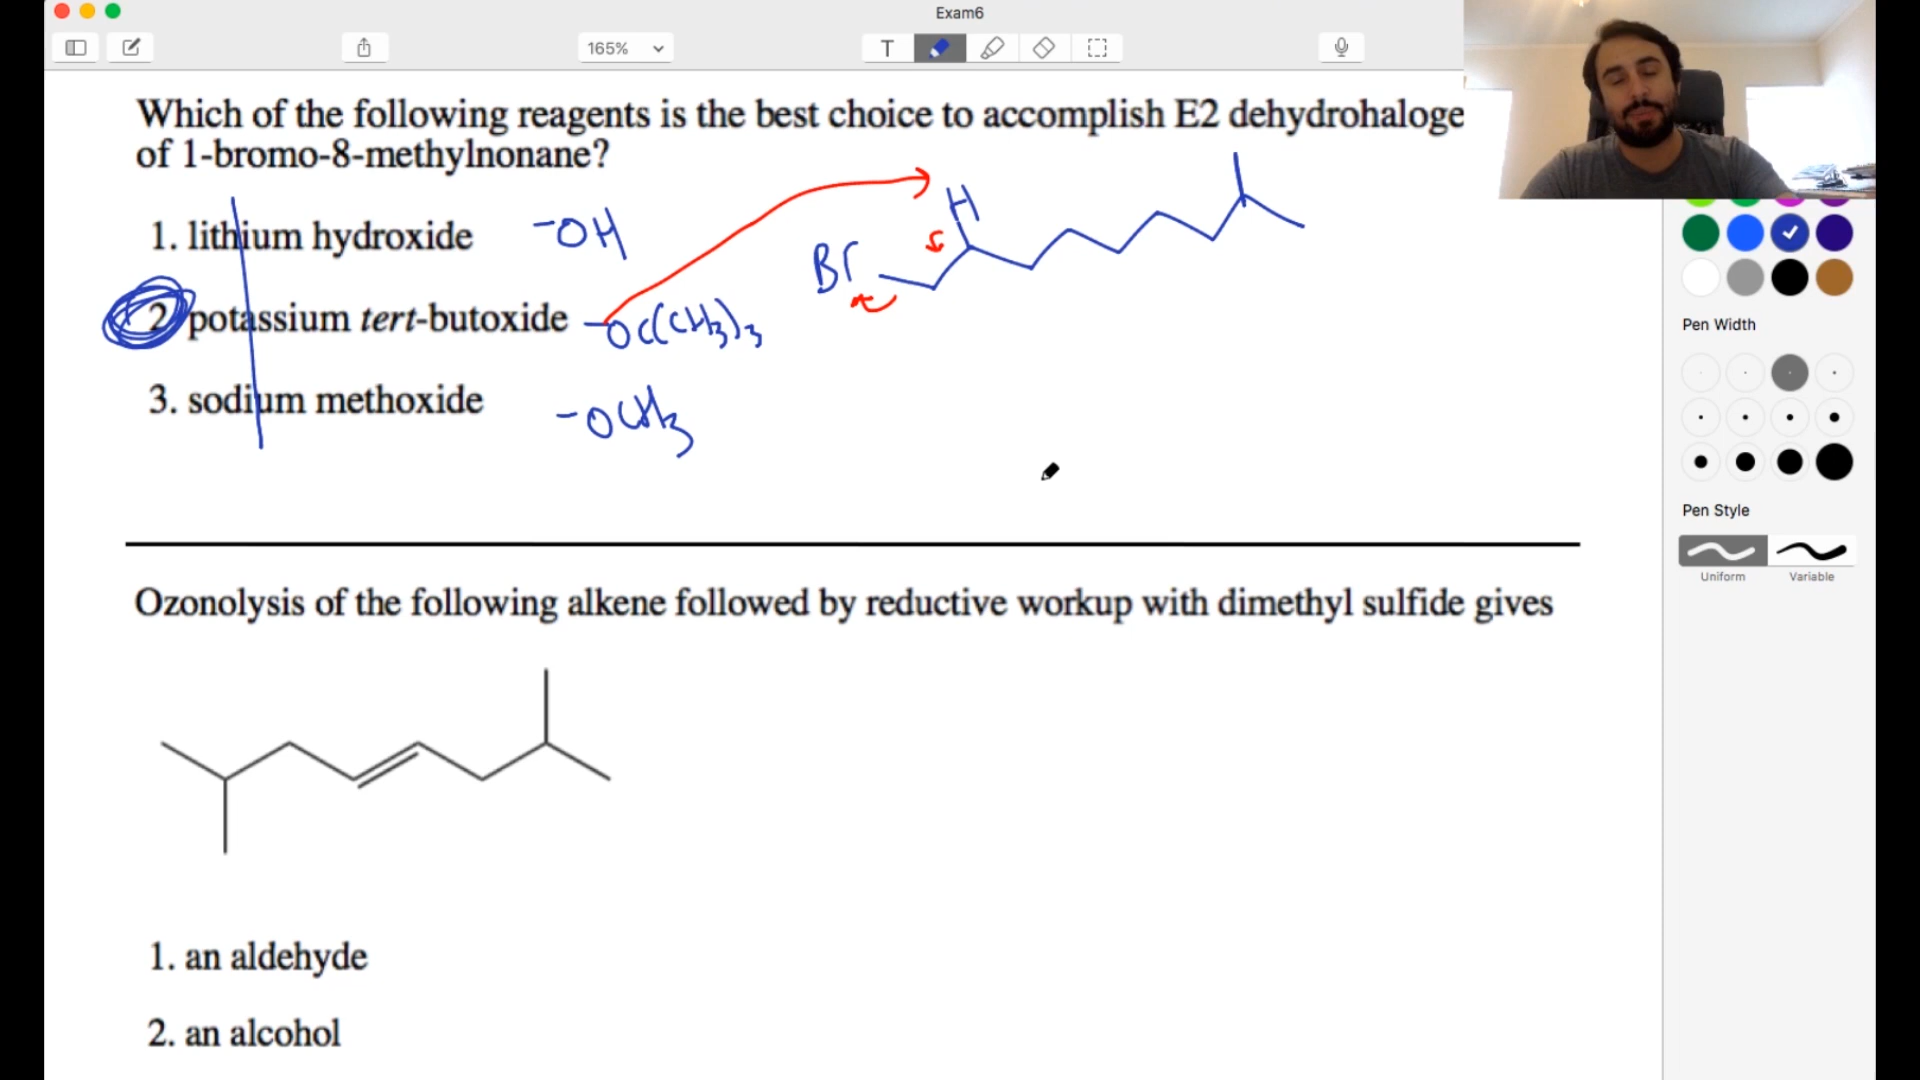 Exam6
165%
T
Which of the following reagents is the best choice to accomplish E2 dehydrohaloge
of 1-bromo-8-methylnonane?
1. lithium hydroxide
-OH
Br
H
2. potassium tert-butoxide
-OC(CH3)3
3. sodium methoxide
-OCH3
Pen Width
Pen Style
Uniform
Variable
Ozonolysis of the following alkene followed by reductive workup with dimethyl sulfide gives
1. an aldehyde
2. an alcohol